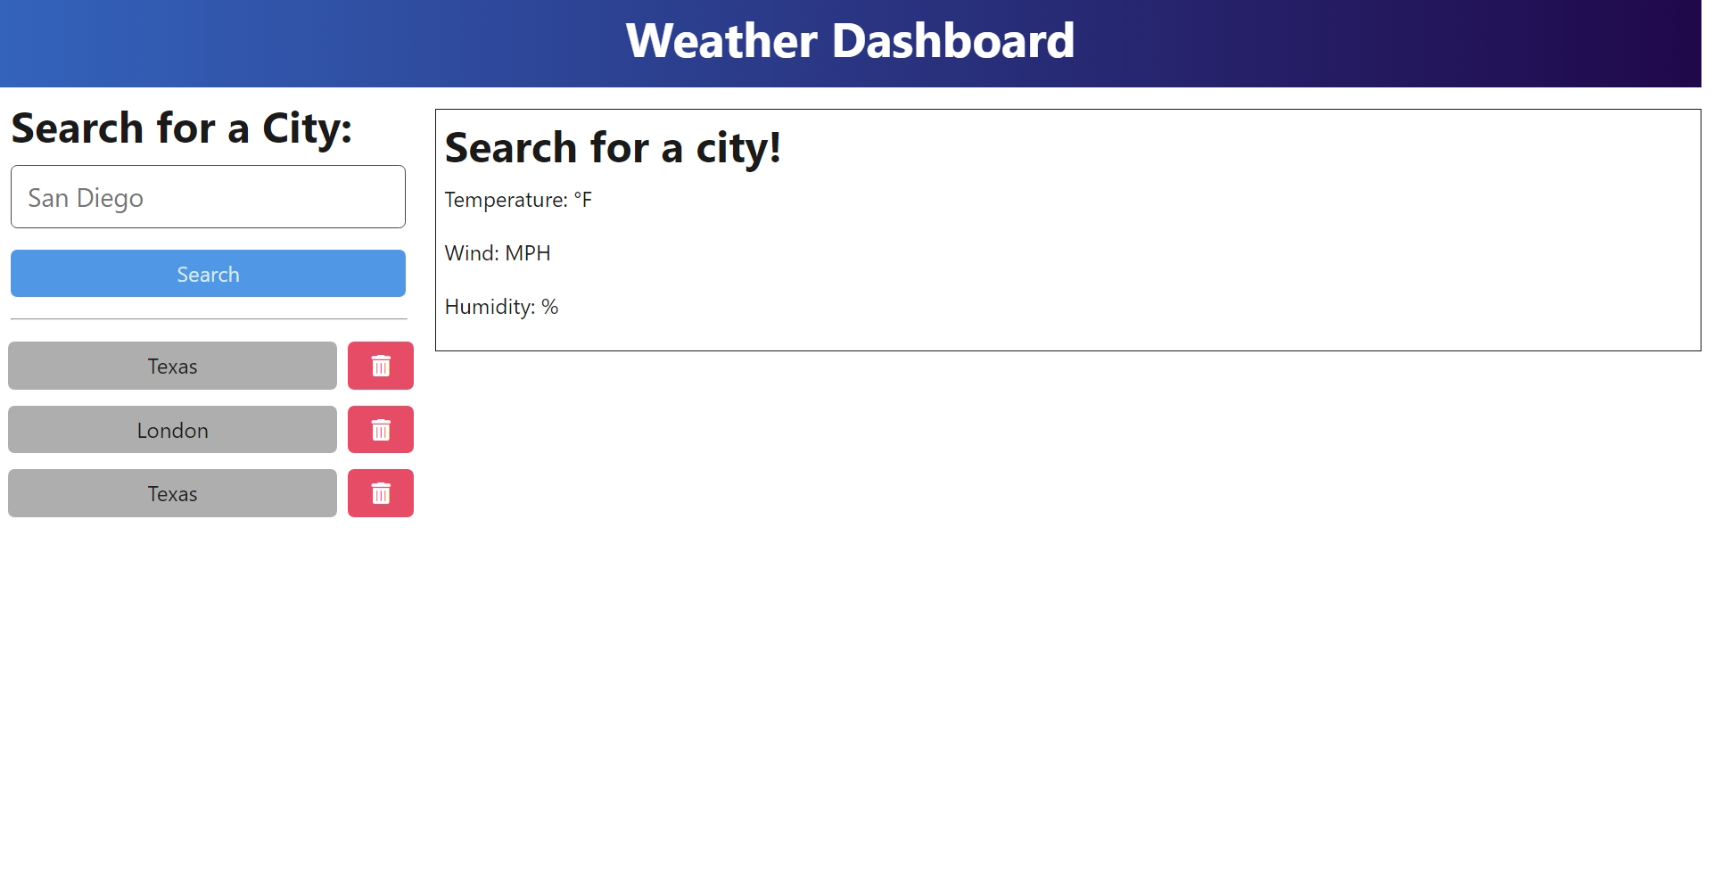 Weather Dashboard
Search for a City:
San Diego
Search
Texas
London
Texas
Search for a city!
Temperature: °F
Wind: MPH
Humidity: %